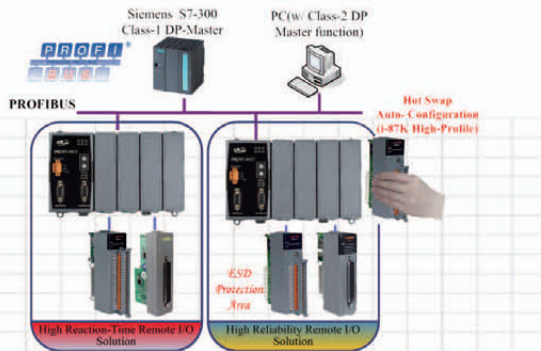 Siemens S7-300
Class-1 DP-Master
PC(w/ Class-2 DP
Master function)
PROFI
BUS
PROFIBUS
Hot Swap
Auto- Configuration
(i-87K High-Profile)
ESD
Protection
Area
High Reaction-Time Remote I/O
Solution
High Reliability Remote I/O
Solution